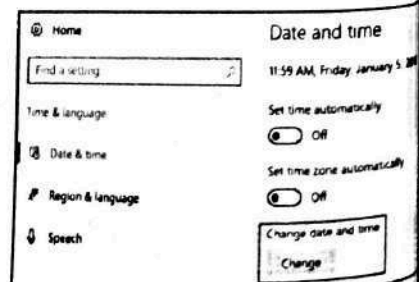 Home
Find a setting
Time & language
Date & time
Region & language
Speech
Date and time
11:59 AM, Friday, January 5,
Set time automatically
Off
Set time zone automatically
Off
Change date and time
Change